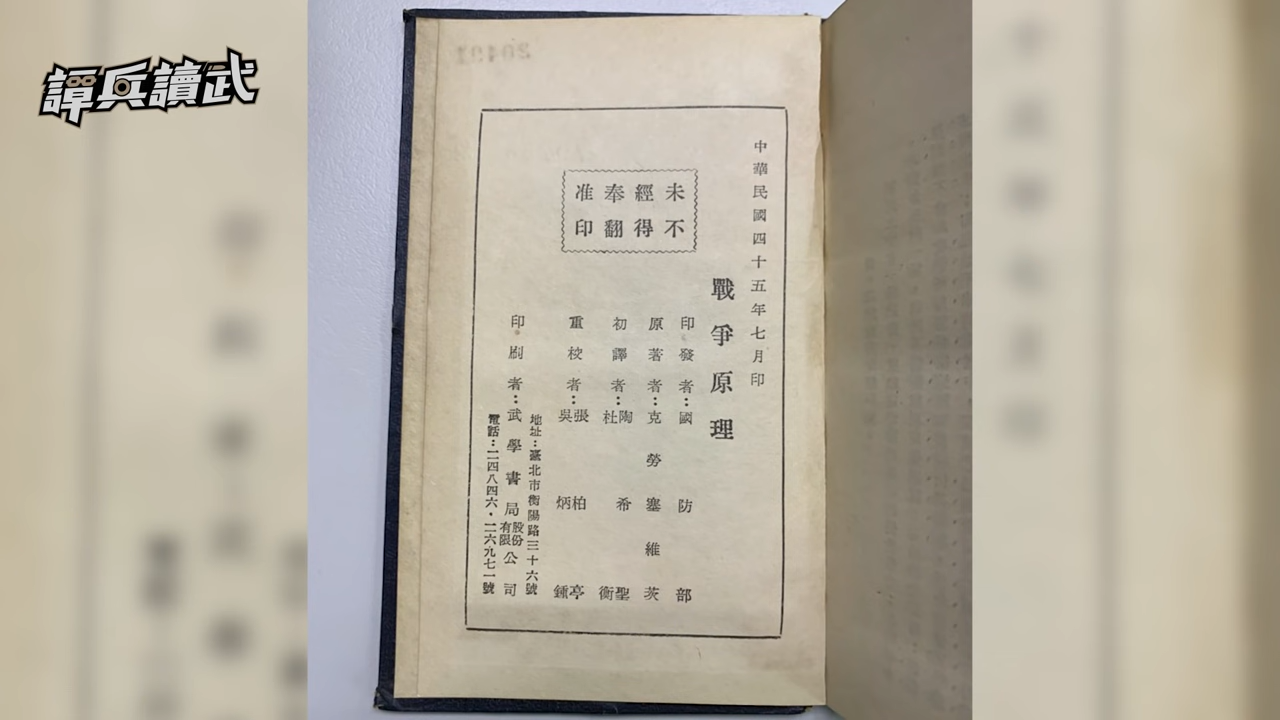 譚兵讀武
中華民國四十五年七月印
未經奉准
不得翻印
戰爭原理
印發者：國防部
原著者：克勞塞維茨
初譯者：陶希聖
杜衡
重校者：張柏亭
吳炳鍾
地址：臺北市衡陽路三十六號
印刷者：武學書局股份有限公司
電話：二四八四六・二六九七一號